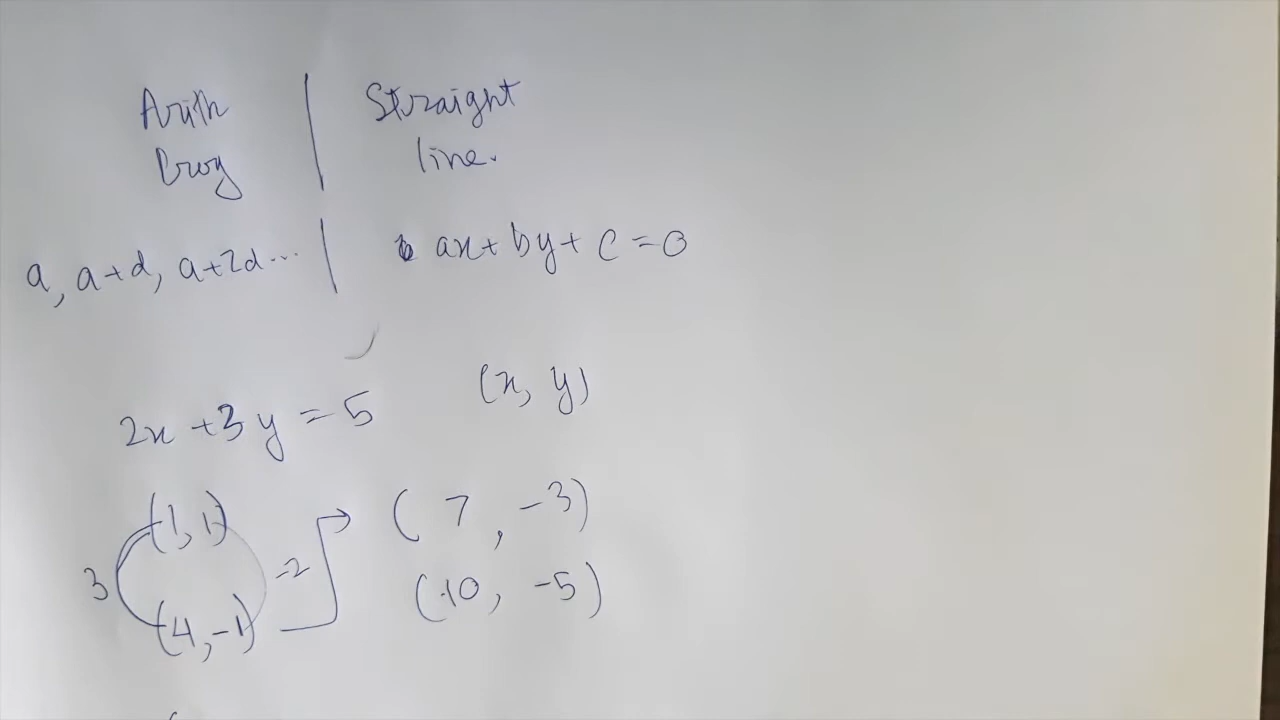 Arith | Straight
Prog | line.
a, a+d, a+2d... | ax+by+c=0
2x+3y=5 (x, y)
(1,1) (7, -3)
3 -2
(4,-1) (10, -5)